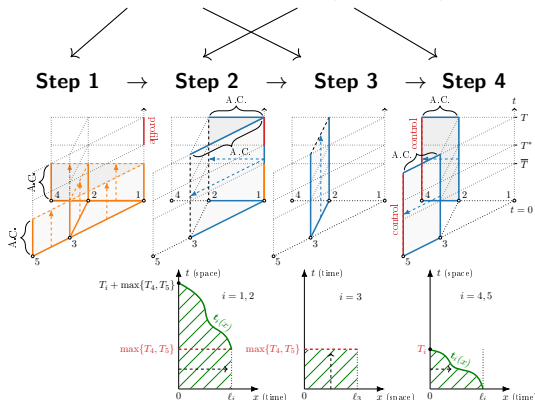 Step 1 → Step 2 → Step 3 → Step 4
A.C.
A.C.
profile
4 2 1
3
5
A.C.
A.C.
4 2 1
3
5
4 2 1
3
5
A.C.
A.C.
control
control
4 2 1
3
5
t
T
T*
T̅
t = 0
t (space)
T_i + max{T_4, T_5}
i = 1, 2
t_i(x)
max{T_4, T_5}
0 ℓ_i x (time)
t (time)
i = 3
max{T_4, T_5}
0 ℓ_3 x (space)
t (space)
i = 4, 5
T_i
t_i(x)
0 ℓ_i x (time)